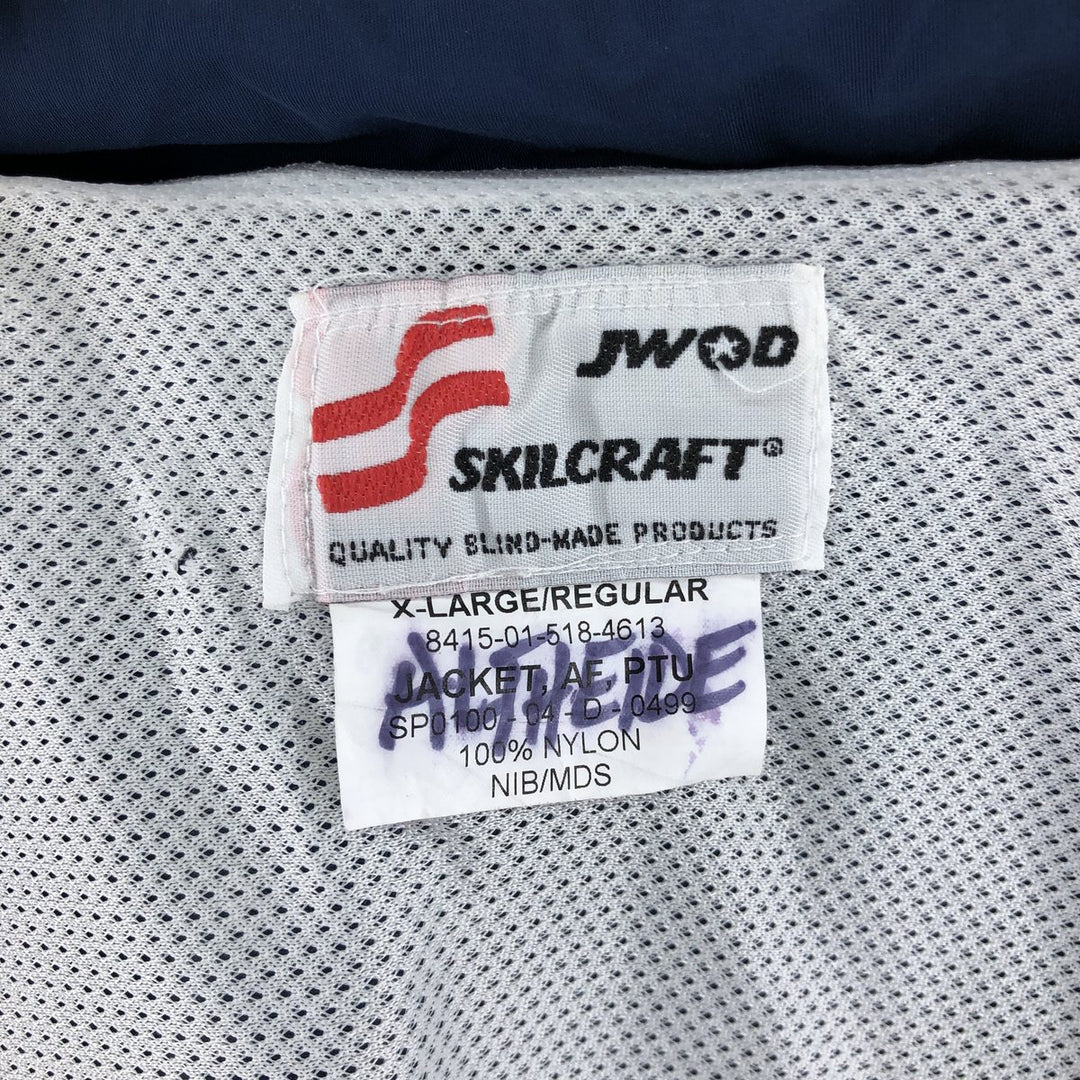 JWOD
SKILCRAFT®
QUALITY BLIND-MADE PRODUCTS
X-LARGE/REGULAR
8415-01-518-4613
JACKET, AF, PTU
SP0100 - 04 - D - 0499
100% NYLON
NIB/MDS